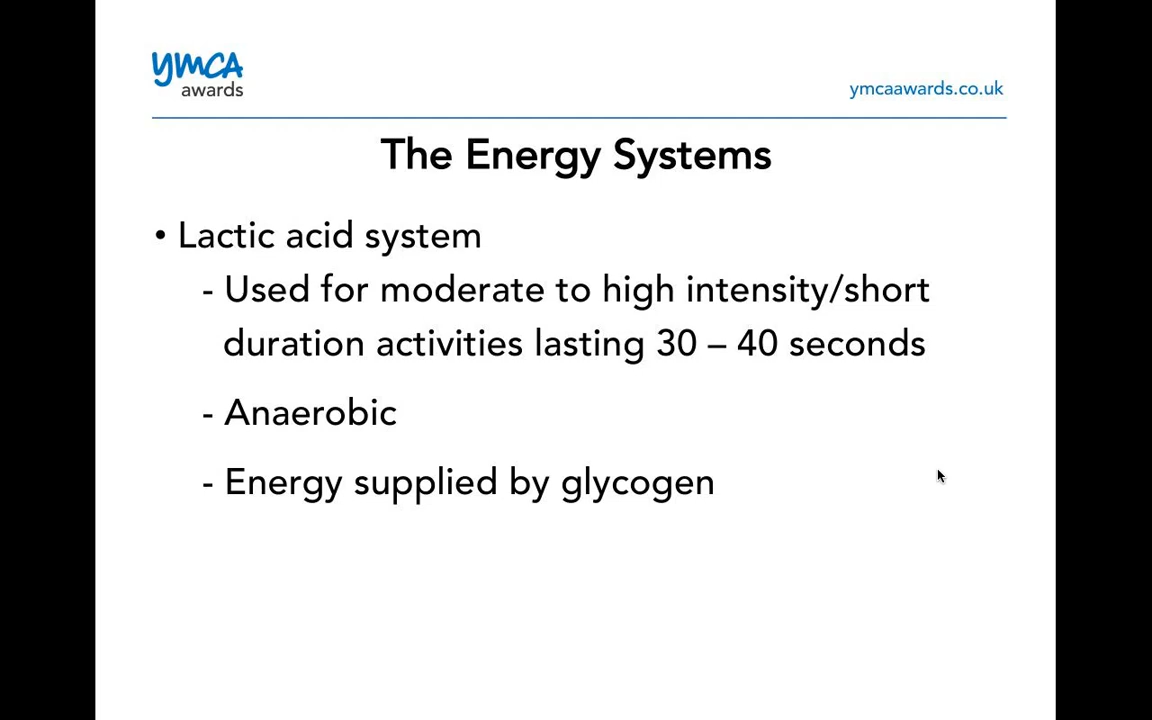 ymca
awards
ymcaawards.co.uk
The Energy Systems
• Lactic acid system
- Used for moderate to high intensity/short
duration activities lasting 30 – 40 seconds
- Anaerobic
- Energy supplied by glycogen